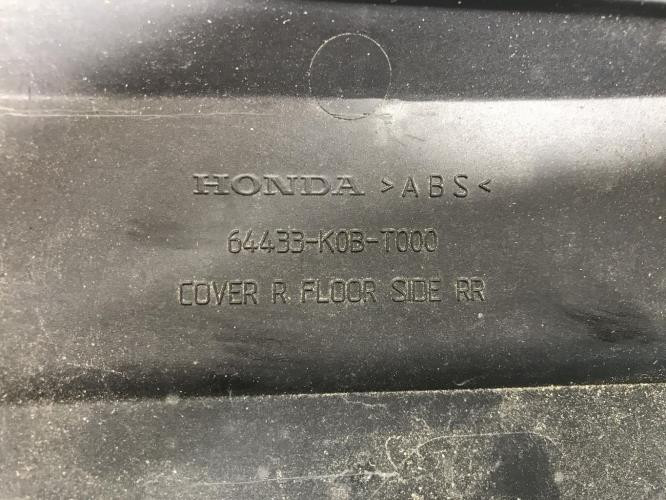 HONDA >ABS<
64433-K0B-T000
COVER R FLOOR SIDE RR